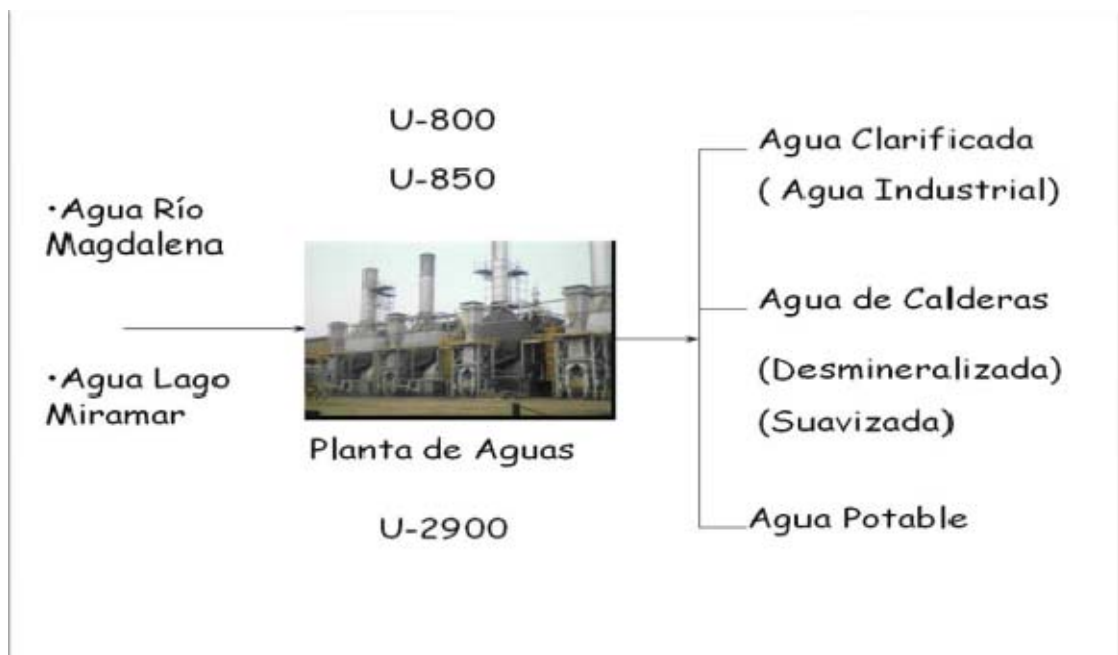 U-800
U-850
·Agua Río
Magdalena
·Agua Lago
Miramar
Planta de Aguas
U-2900
Agua Clarificada
( Agua Industrial)
Agua de Calderas
(Desmineralizada)
(Suavizada)
Agua Potable